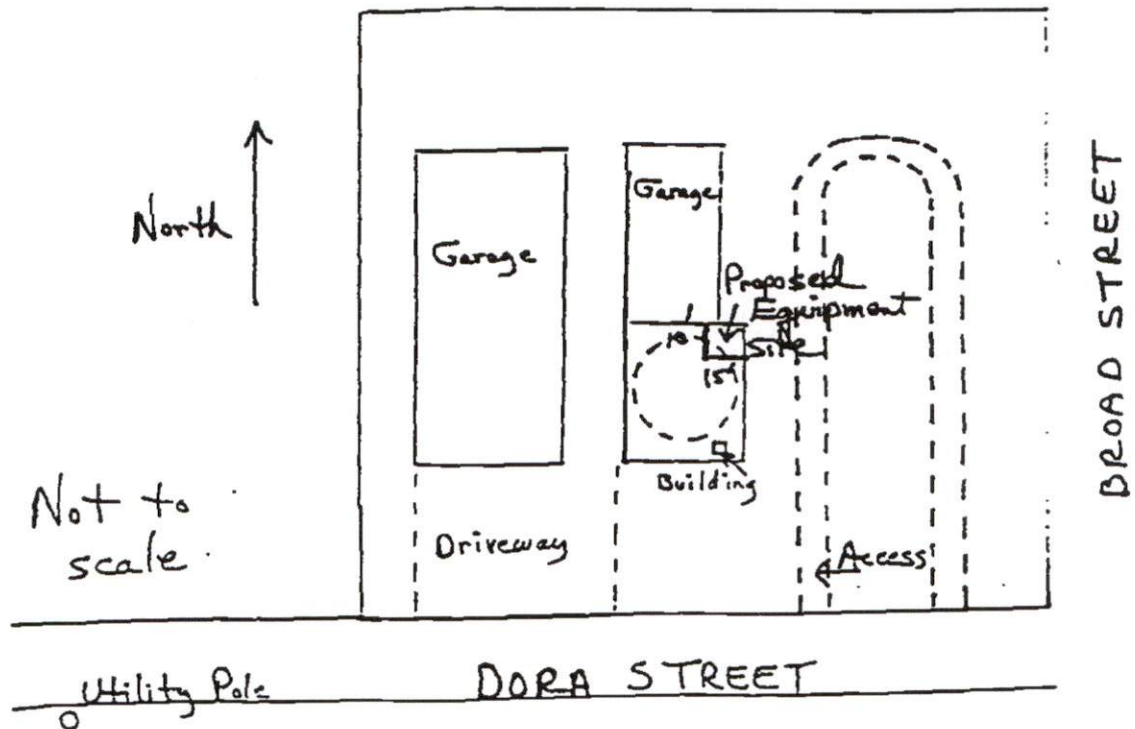 North
Garage
Garage
Proposed
Equipment
Site
10'
15'
Building
BROAD STREET
Not to
scale
Driveway
Access
Utility Pole
DORA STREET